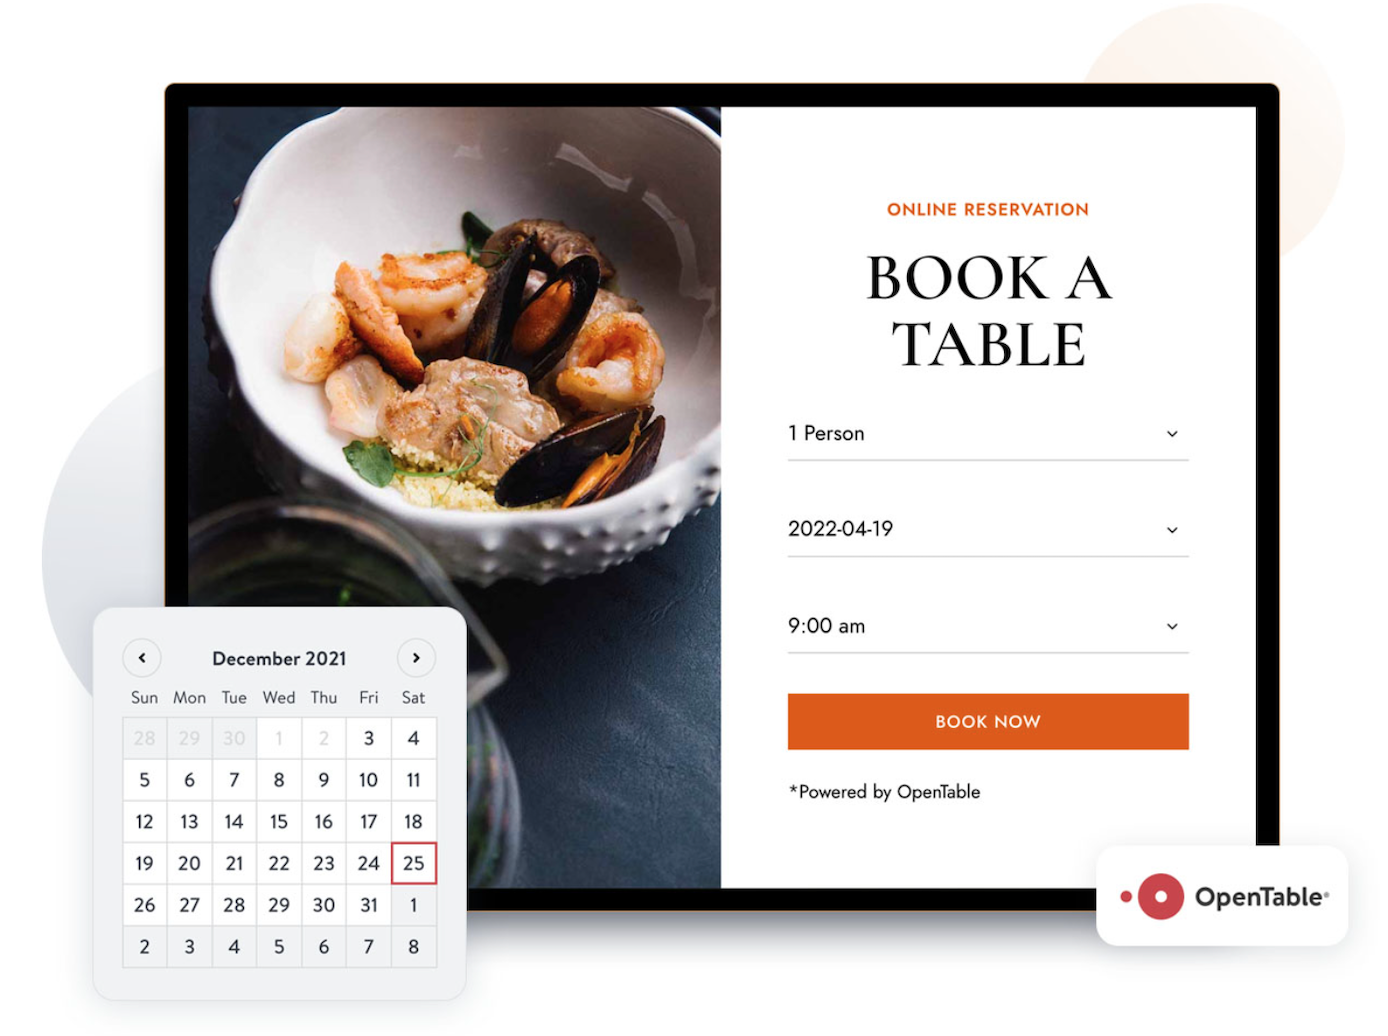 ONLINE RESERVATION
BOOK A
TABLE
1 Person
2022-04-19
9:00 am
BOOK NOW
*Powered by OpenTable
December 2021
Sun Mon Tue Wed Thu Fri Sat
28 29 30 1 2 3 4
5 6 7 8 9 10 11
12 13 14 15 16 17 18
19 20 21 22 23 24 25
26 27 28 29 30 31 1
2 3 4 5 6 7 8
OpenTable®